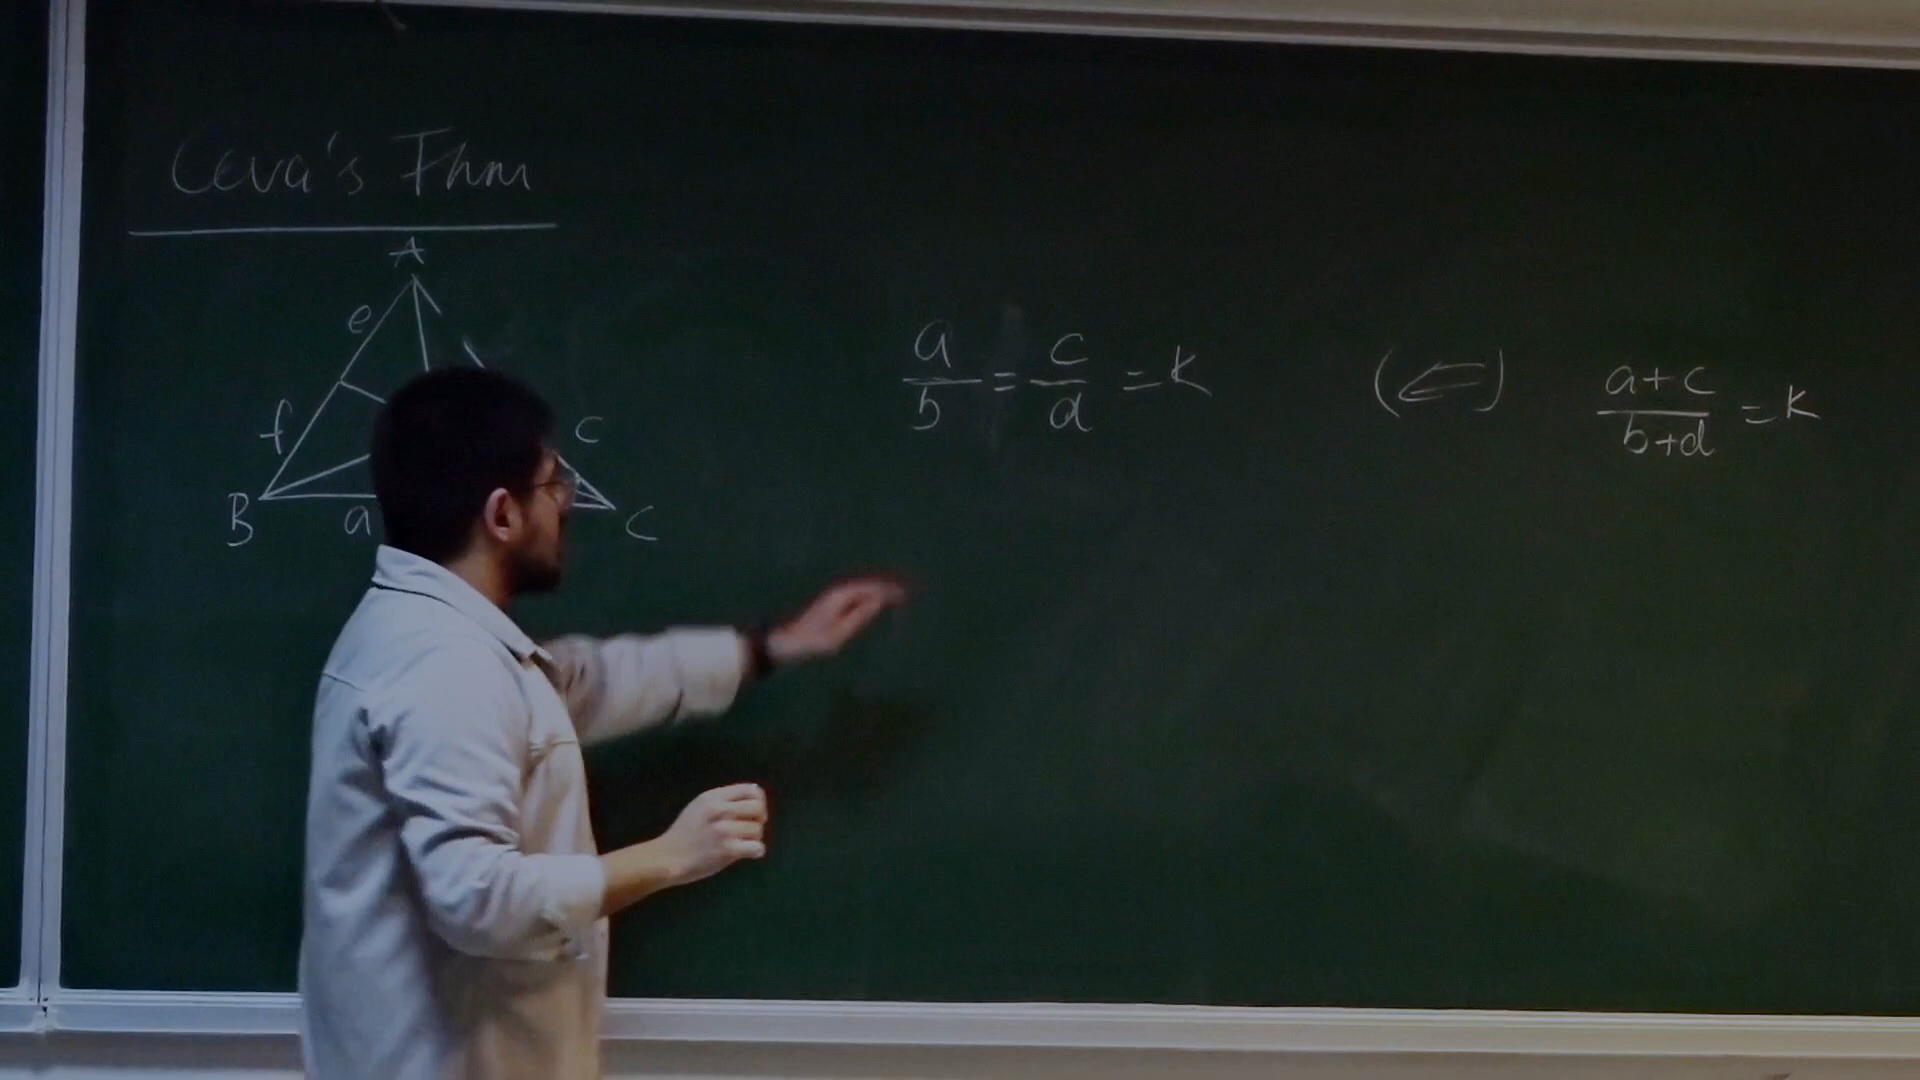 Ceva's Thm
A
e
f
c
B
a
C
a/b = c/d = k
(⇐)
a+c/b+d = k